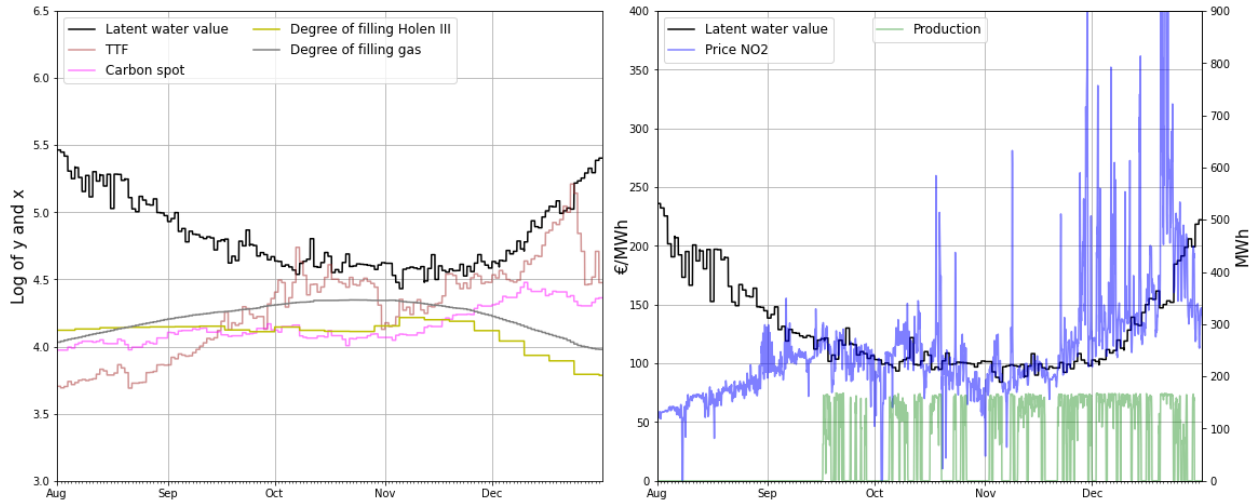 Latent water value
TTF
Carbon spot
Degree of filling Holen III
Degree of filling gas
Log of y and x
6.5
6.0
5.5
5.0
4.5
4.0
3.5
3.0
Aug
Sep
Oct
Nov
Dec
Latent water value
Price NO2
Production
€/MWh
400
350
300
250
200
150
100
50
0
Aug
Sep
Oct
Nov
Dec
900
800
700
600
500
400
300
200
100
0
MWh